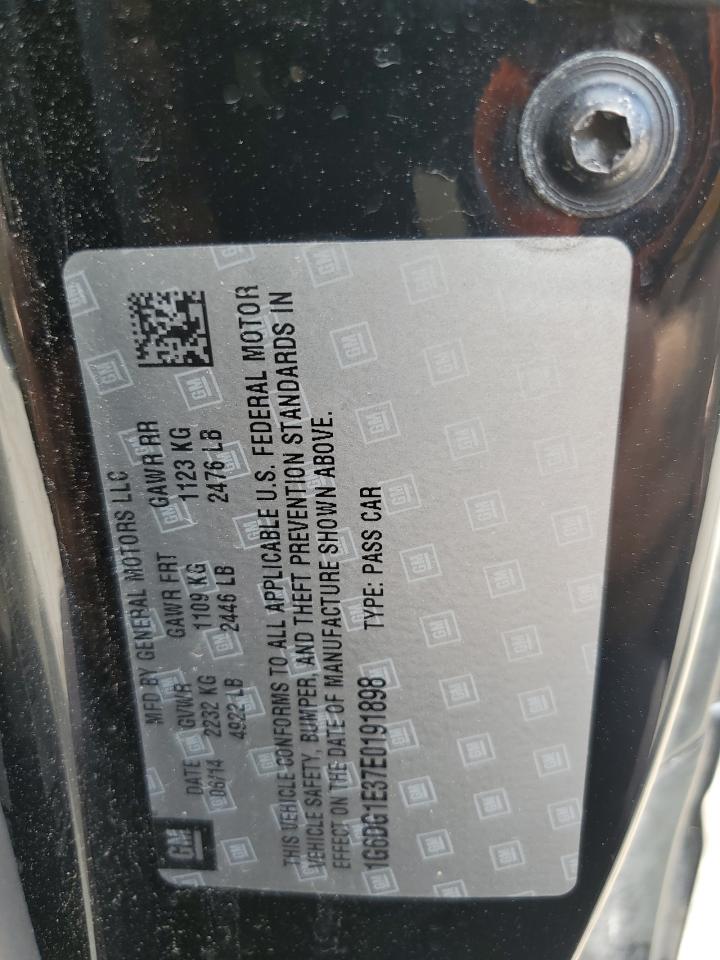 GM
MFD BY GENERAL MOTORS LLC
DATE GVWR GAWR FRT GAWR RR
06/14 2232 KG 1109 KG 1123 KG
4922 LB 2446 LB 2476 LB
THIS VEHICLE CONFORMS TO ALL APPLICABLE U.S. FEDERAL MOTOR
VEHICLE SAFETY, BUMPER, AND THEFT PREVENTION STANDARDS IN
EFFECT ON THE DATE OF MANUFACTURE SHOWN ABOVE.
1G6DG1E37E0191898 TYPE: PASS CAR